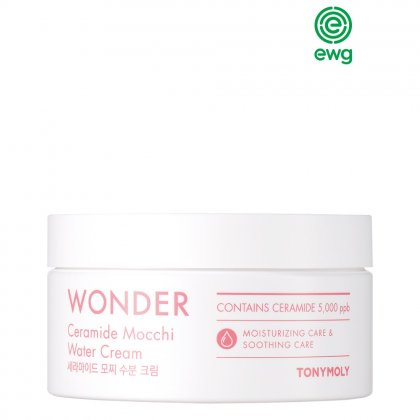 ewg
WONDER
Ceramide Mocchi
Water Cream
세라마이드 모찌 수분 크림
CONTAINS CERAMIDE 5,000 ppb
MOISTURIZING CARE &
SOOTHING CARE
TONYMOLY